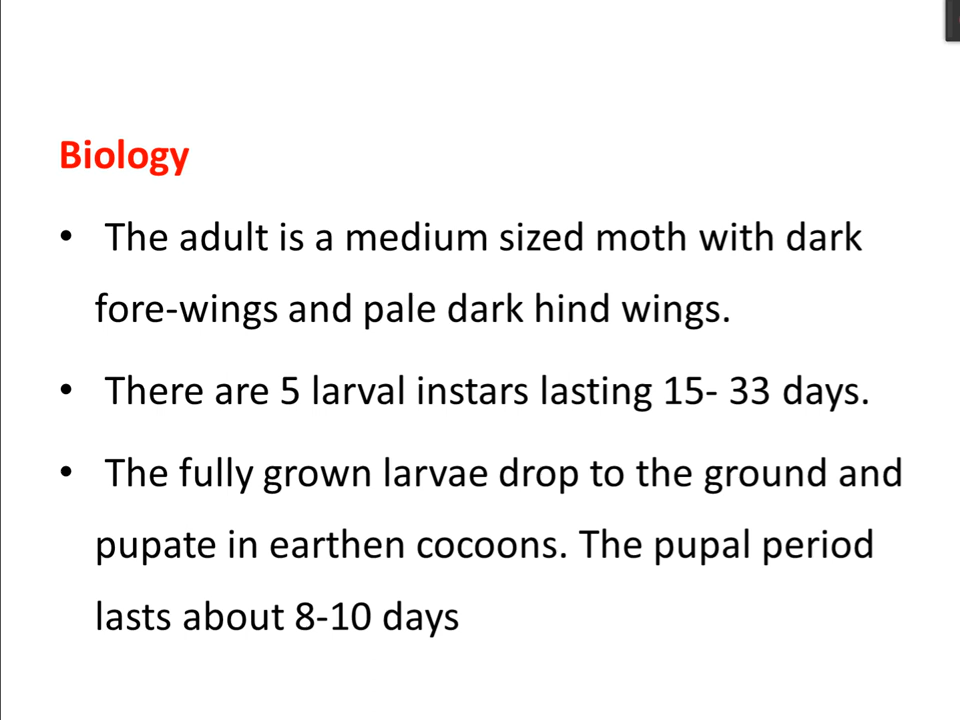 Biology
• The adult is a medium sized moth with dark
fore-wings and pale dark hind wings.
• There are 5 larval instars lasting 15- 33 days.
• The fully grown larvae drop to the ground and
pupate in earthen cocoons. The pupal period
lasts about 8-10 days